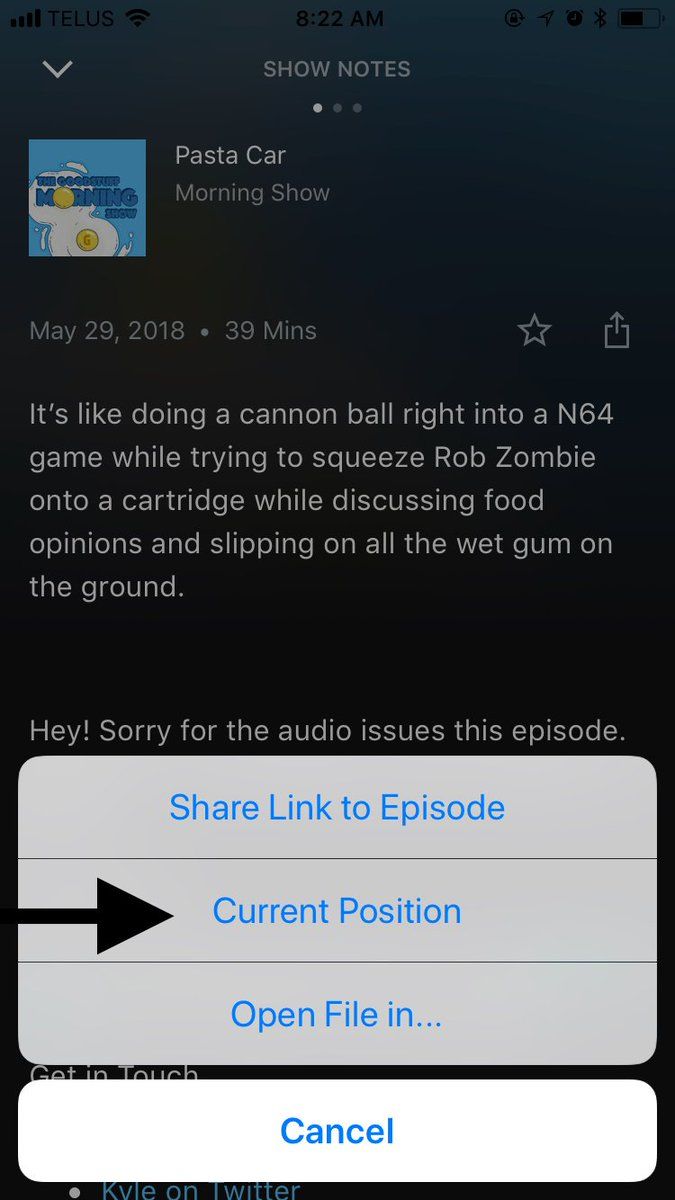 TELUS 8:22 AM
SHOW NOTES
THE GOODSTUFF
MORNING
SHOW
G
Pasta Car
Morning Show
May 29, 2018 • 39 Mins
It’s like doing a cannon ball right into a N64
game while trying to squeeze Rob Zombie
onto a cartridge while discussing food
opinions and slipping on all the wet gum on
the ground.
Hey! Sorry for the audio issues this episode.
Share Link to Episode
Current Position
Open File in...
Get in Touch
Cancel
• Kyle on Twitter